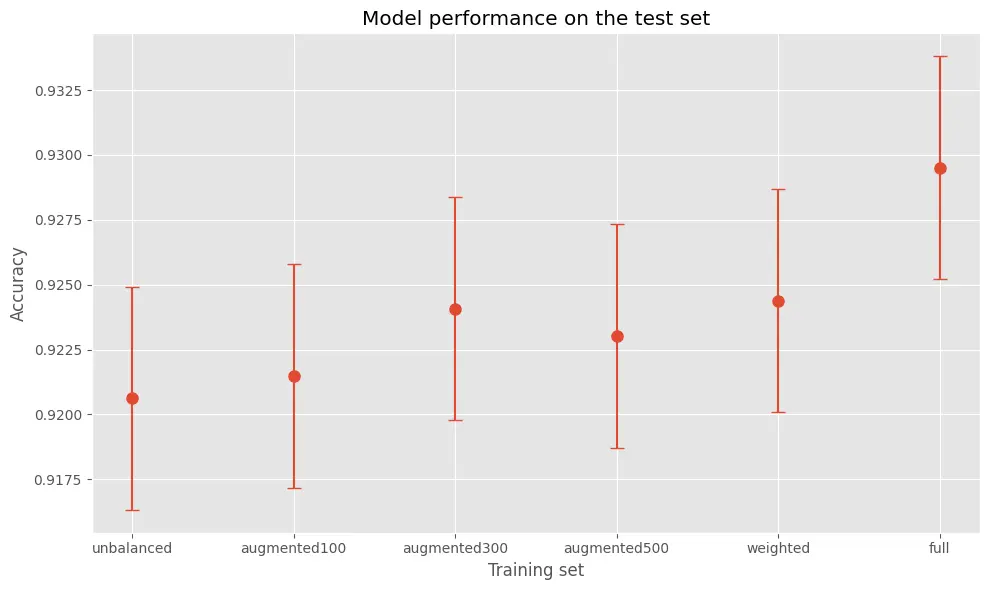 Model performance on the test set
Accuracy
0.9325
0.9300
0.9275
0.9250
0.9225
0.9200
0.9175
unbalanced augmented100 augmented300 augmented500 weighted full
Training set